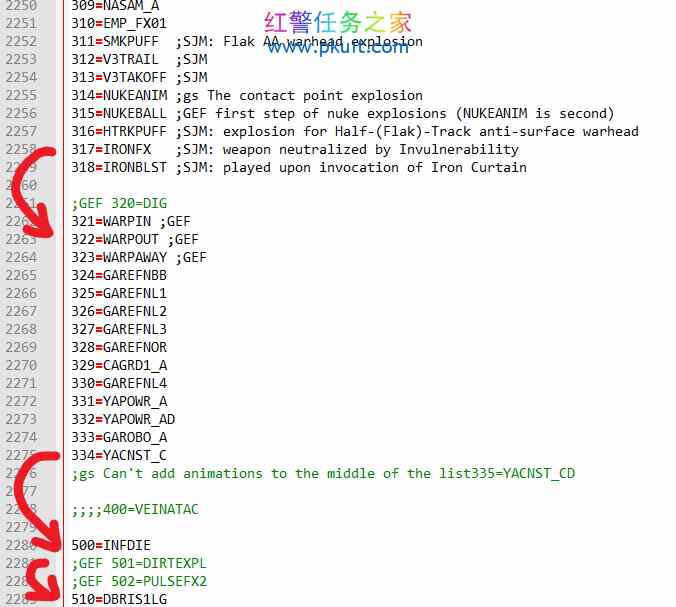 红警任务之家
www.pkurt.com
2250 309=NASAM_A
2251 310=EMP_FX01
2252 311=SMKPUFF ;SJM: Flak AA warhead explosion
2253 312=V3TRAIL ;SJM
2254 313=V3TAKOFF ;SJM
2255 314=NUKEANIM ;gs The contact point explosion
2256 315=NUKEBALL ;GEF first step of nuke explosions (NUKEANIM is second)
2257 316=HTRKPUFF ;SJM: explosion for Half-(Flak)-Track anti-surface warhead
2258 317=IRONFX ;SJM: weapon neutralized by Invulnerability
2259 318=IRONBLST ;SJM: played upon invocation of Iron Curtain
2260
2261 ;GEF 320=DIG
2262 321=WARPIN ;GEF
2263 322=WARPOUT ;GEF
2264 323=WARPAWAY ;GEF
2265 324=GAREFNBB
2266 325=GAREFNL1
2267 326=GAREFNL2
2268 327=GAREFNL3
2269 328=GAREFNOR
2270 329=CAGRD1_A
2271 330=GAREFNL4
2272 331=YAPOWR_A
2273 332=YAPOWR_AD
2274 333=GAROBO_A
2275 334=YACNST_C
2276 ;gs Can't add animations to the middle of the list335=YACNST_CD
2277
2278 ;;;;400=VEINATAC
2279
2280 500=INFDIE
2281 ;GEF 501=DIRTEXPL
2282 ;GEF 502=PULSEFX2
2283 510=DBRIS1LG